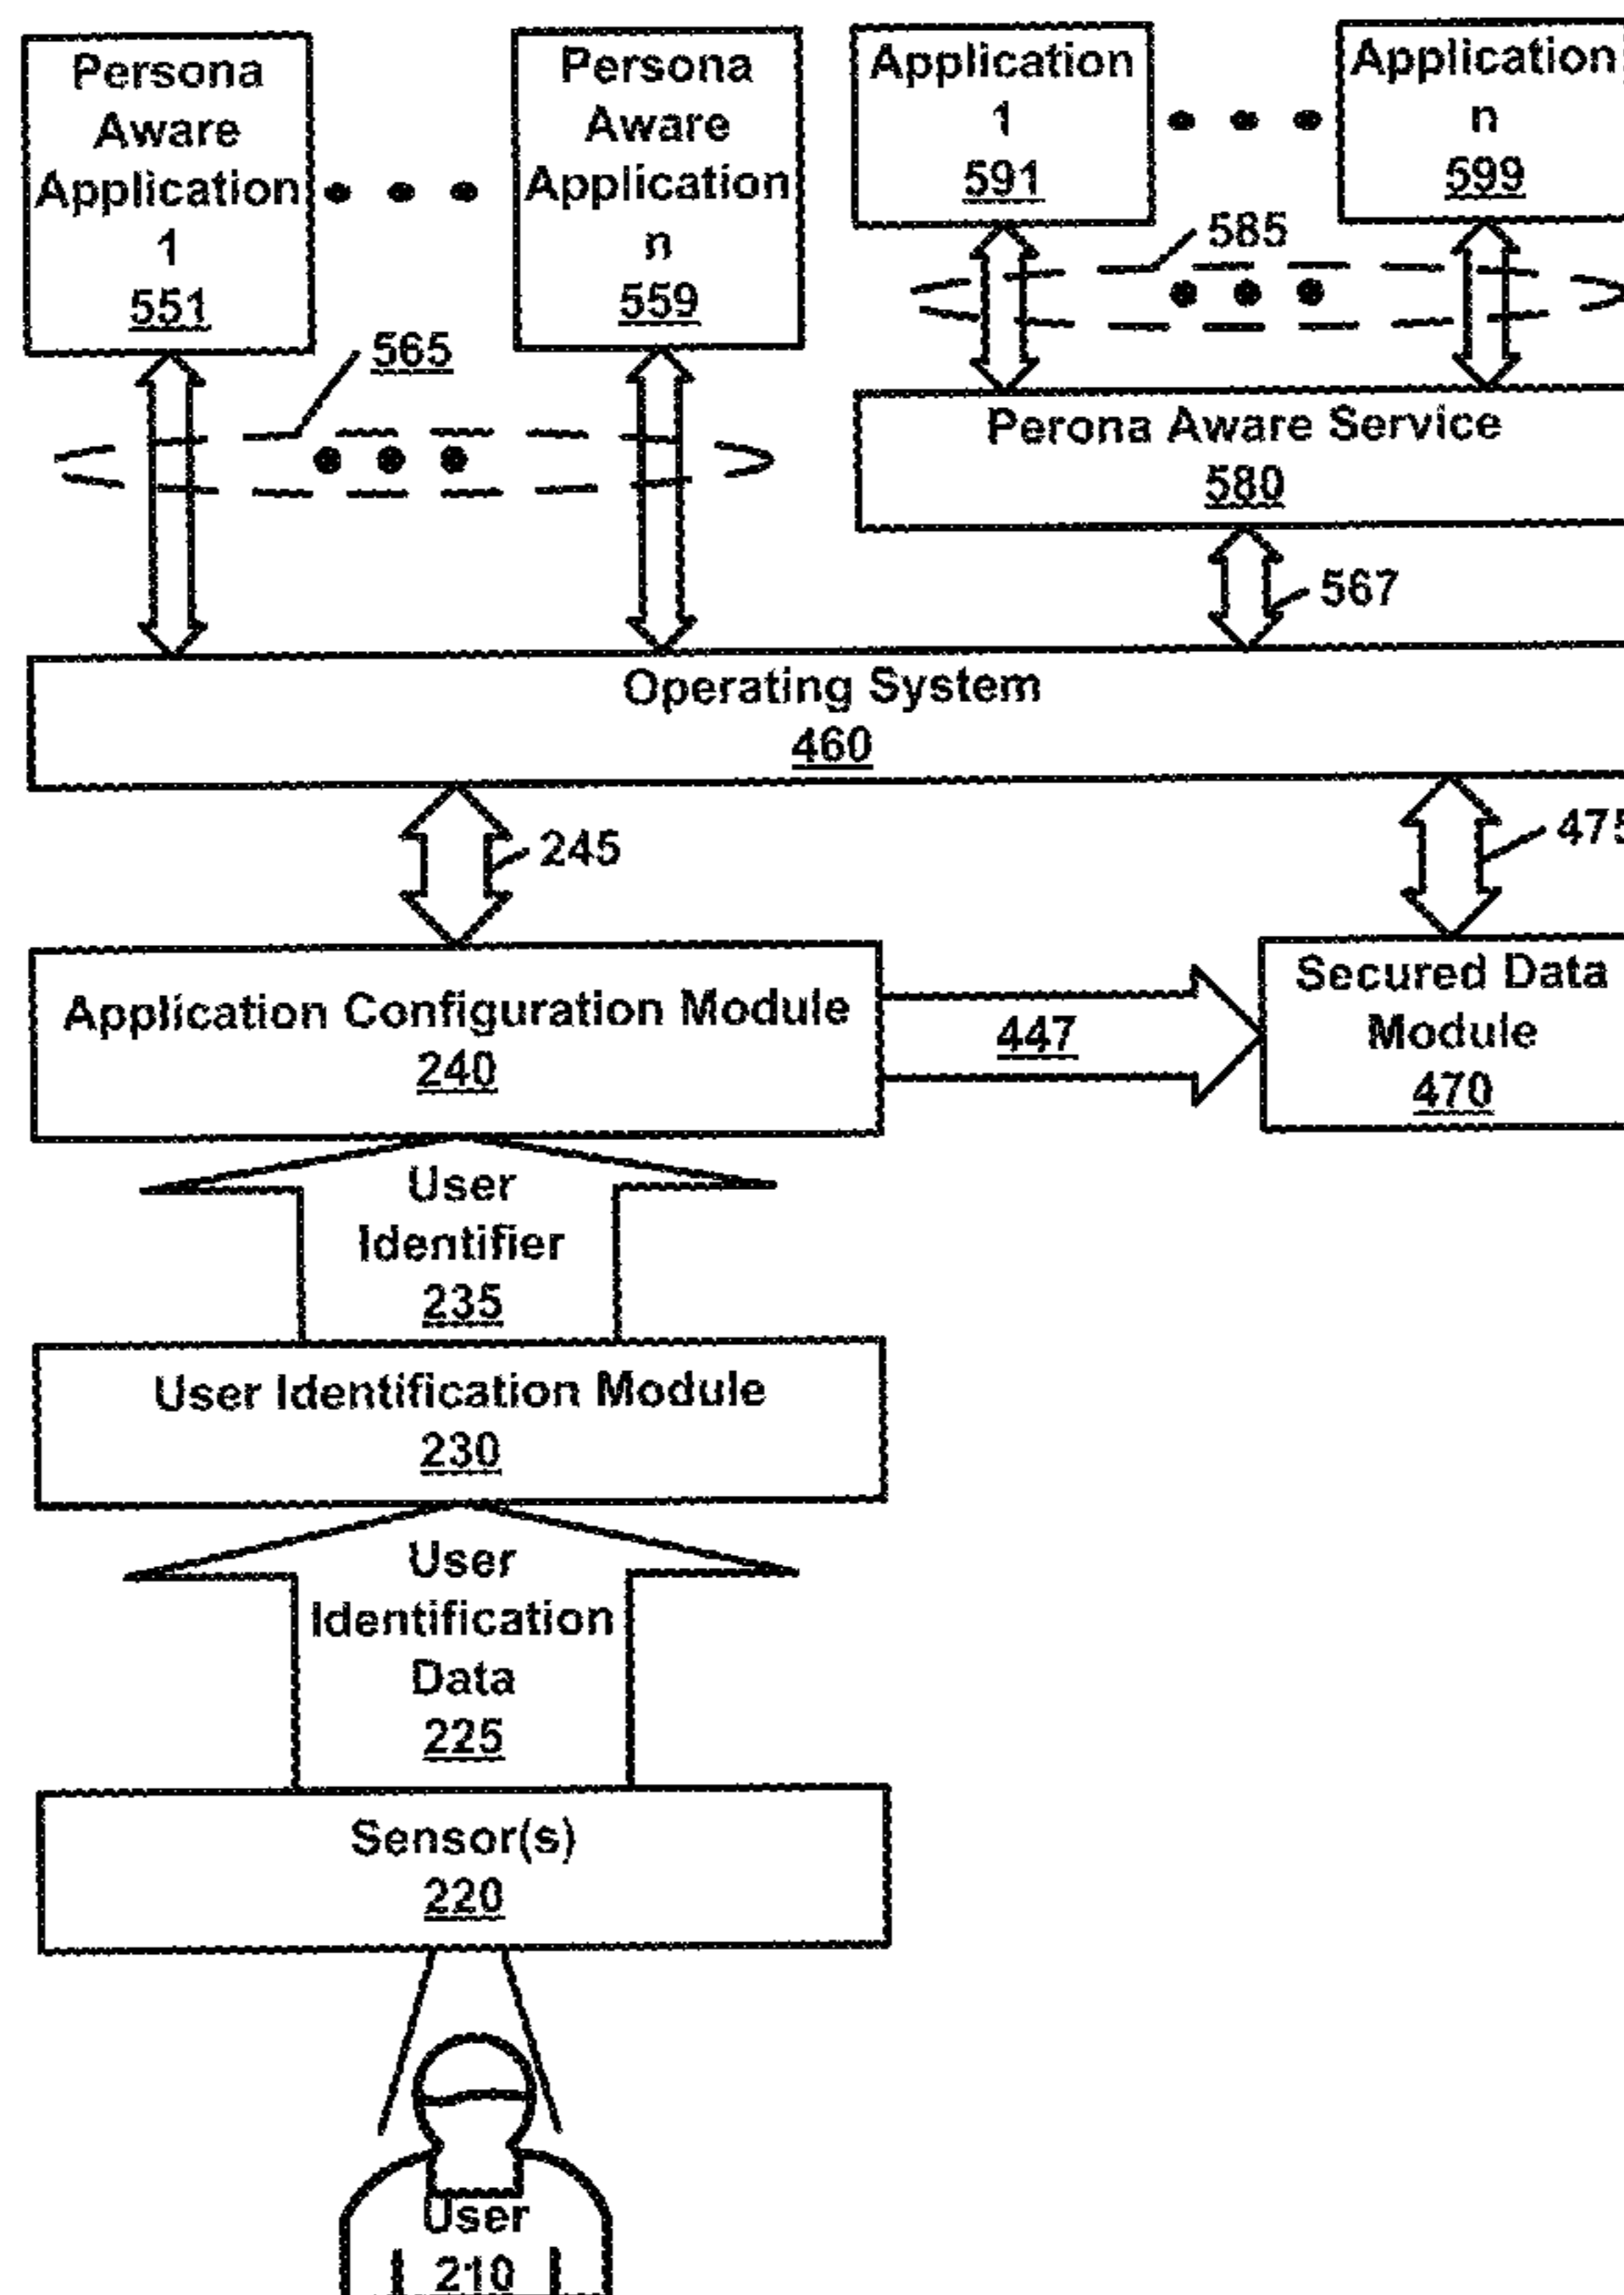 Persona
Aware
Application
1
551
Persona
Aware
Application
n
559
Application
1
591
Application
n
599
585
565
Perona Aware Service
580
567
Operating System
460
245
475
Application Configuration Module
240
447
Secured Data
Module
470
User
Identifier
235
User Identification Module
230
User
Identification
Data
225
Sensor(s)
220
User
210